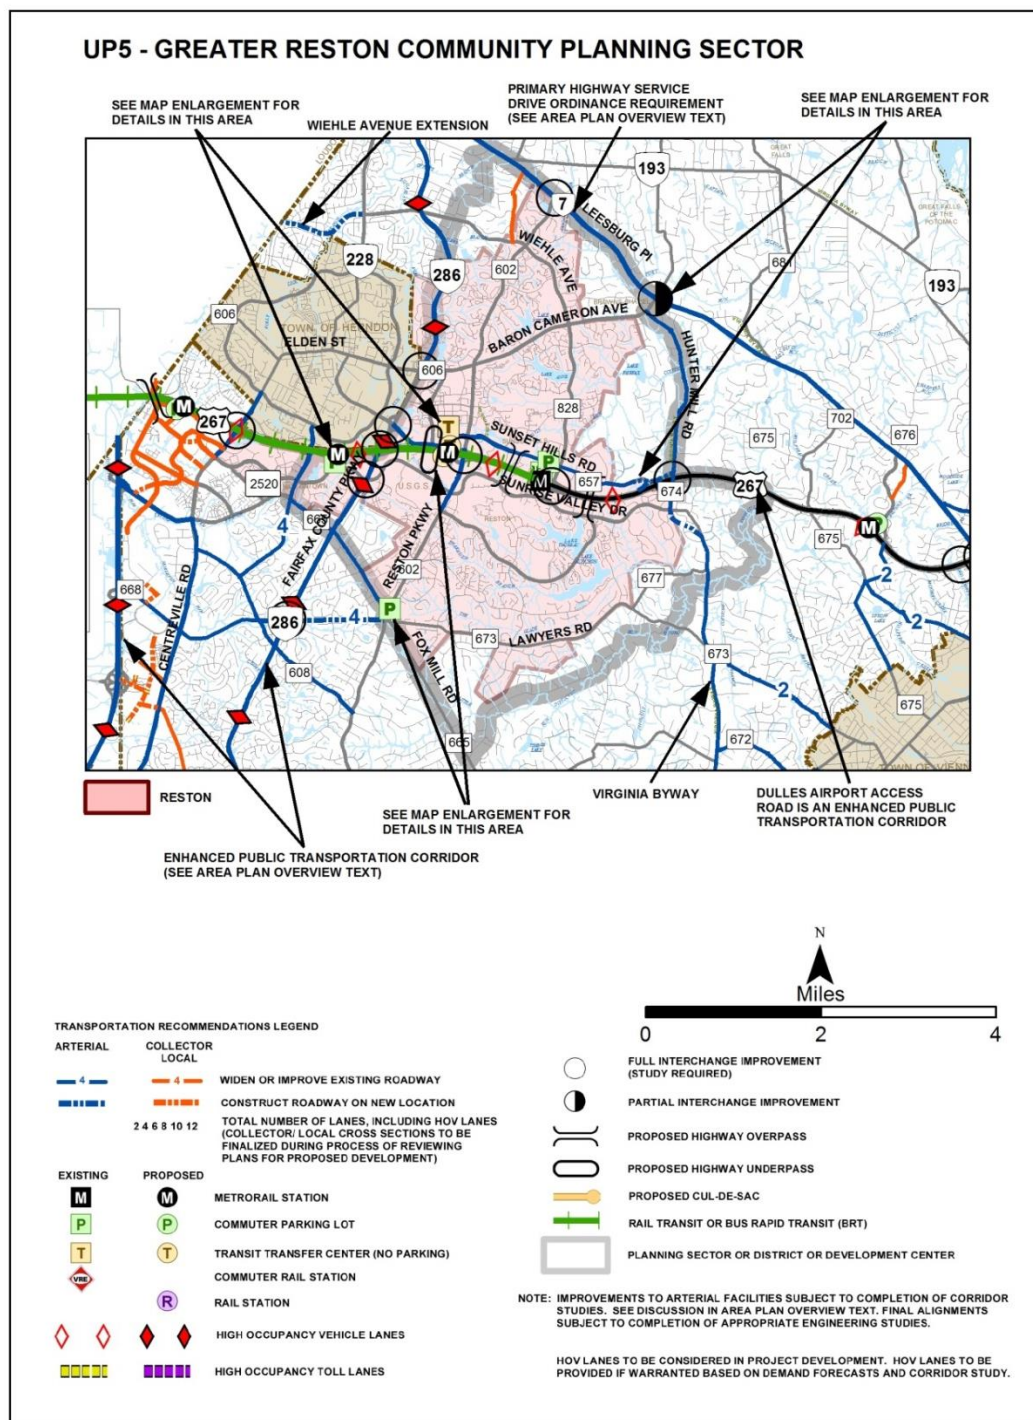 UP5 - GREATER RESTON COMMUNITY PLANNING SECTOR
SEE MAP ENLARGEMENT FOR
DETAILS IN THIS AREA
WIEHLE AVENUE EXTENSION
PRIMARY HIGHWAY SERVICE
DRIVE ORDINANCE REQUIREMENT
(SEE AREA PLAN OVERVIEW TEXT)
SEE MAP ENLARGEMENT FOR
DETAILS IN THIS AREA
GREAT
FALLS
193
7
LEESBURG PI
WIEHLE AVE
228
602
286
681
193
606
TOWN OF HERNDON
ELDEN ST
BARON CAMERON AVE
HUNTER MILL RD
606
828
702
M
267
T
M
M
SUNSET HILLS RD
P
675
676
2520
U.S.G.S.
M
657
SUNRISE VALLEY DR
674
267
675
M
4
FAIRFAX COUNTY PKWY
RESTON PKWY
RESTON
602
677
2
668
CENTREVILLE RD
286
4
P
673
LAWYERS RD
2
608
FOX MILL RD
673
2
675
665
672
TOWN OF VIENN
RESTON
VIRGINIA BYWAY
DULLES AIRPORT ACCESS
ROAD IS AN ENHANCED PUBLIC
TRANSPORTATION CORRIDOR
SEE MAP ENLARGEMENT FOR
DETAILS IN THIS AREA
ENHANCED PUBLIC TRANSPORTATION CORRIDOR
(SEE AREA PLAN OVERVIEW TEXT)
N
Miles
0 2 4
TRANSPORTATION RECOMMENDATIONS LEGEND
ARTERIAL COLLECTOR
LOCAL
4 4 WIDEN OR IMPROVE EXISTING ROADWAY
CONSTRUCT ROADWAY ON NEW LOCATION
2 4 6 8 10 12 TOTAL NUMBER OF LANES, INCLUDING HOV LANES
(COLLECTOR/ LOCAL CROSS SECTIONS TO BE
FINALIZED DURING PROCESS OF REVIEWING
PLANS FOR PROPOSED DEVELOPMENT)
EXISTING PROPOSED
M M METRORAIL STATION
P P COMMUTER PARKING LOT
T T TRANSIT TRANSFER CENTER (NO PARKING)
VRE COMMUTER RAIL STATION
R RAIL STATION
HIGH OCCUPANCY VEHICLE LANES
HIGH OCCUPANCY TOLL LANES
FULL INTERCHANGE IMPROVEMENT
(STUDY REQUIRED)
PARTIAL INTERCHANGE IMPROVEMENT
PROPOSED HIGHWAY OVERPASS
PROPOSED HIGHWAY UNDERPASS
PROPOSED CUL-DE-SAC
RAIL TRANSIT OR BUS RAPID TRANSIT (BRT)
PLANNING SECTOR OR DISTRICT OR DEVELOPMENT CENTER
NOTE: IMPROVEMENTS TO ARTERIAL FACILITIES SUBJECT TO COMPLETION OF CORRIDOR
STUDIES. SEE DISCUSSION IN AREA PLAN OVERVIEW TEXT. FINAL ALIGNMENTS
SUBJECT TO COMPLETION OF APPROPRIATE ENGINEERING STUDIES.
HOV LANES TO BE CONSIDERED IN PROJECT DEVELOPMENT. HOV LANES TO BE
PROVIDED IF WARRANTED BASED ON DEMAND FORECASTS AND CORRIDOR STUDY.